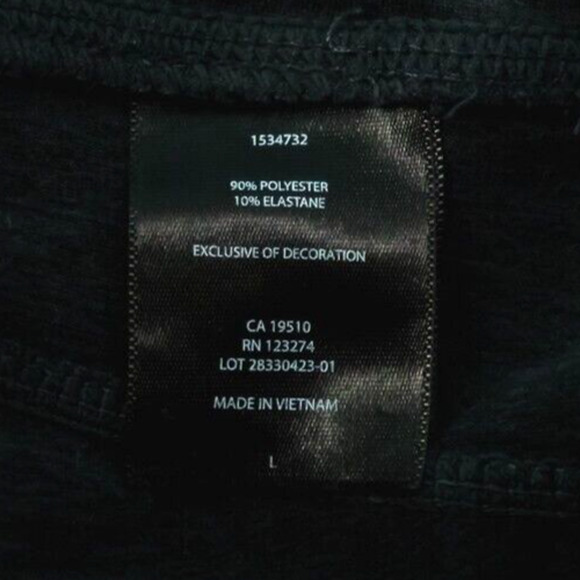 1534732
90% POLYESTER
10% ELASTANE
EXCLUSIVE OF DECORATION
CA 19510
RN 123274
LOT 28330423-01
MADE IN VIETNAM
L